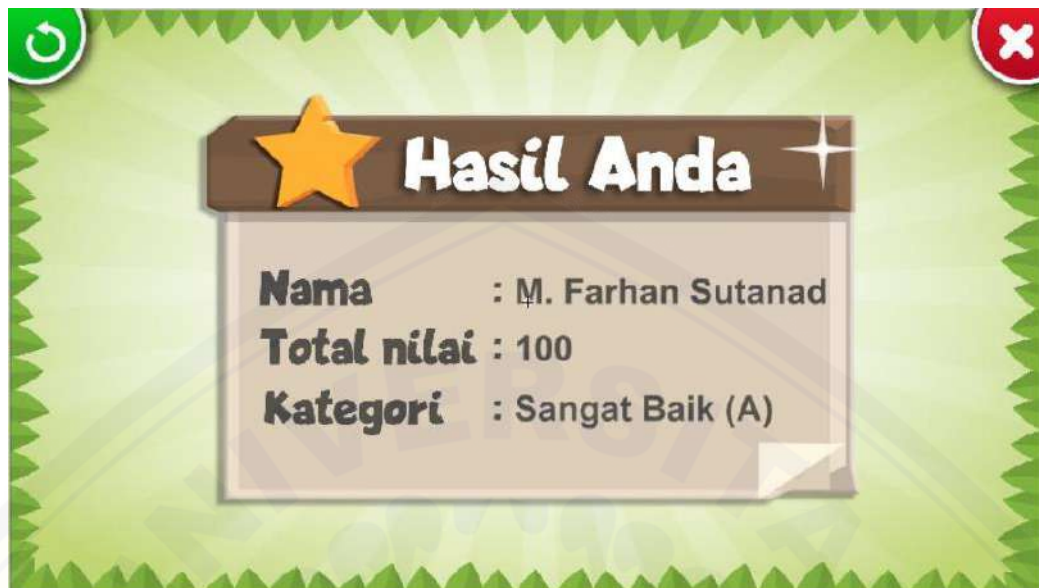 Hasil Anda
Nama : M. Farhan Sutanad
Total nilai : 100
Kategori : Sangat Baik (A)